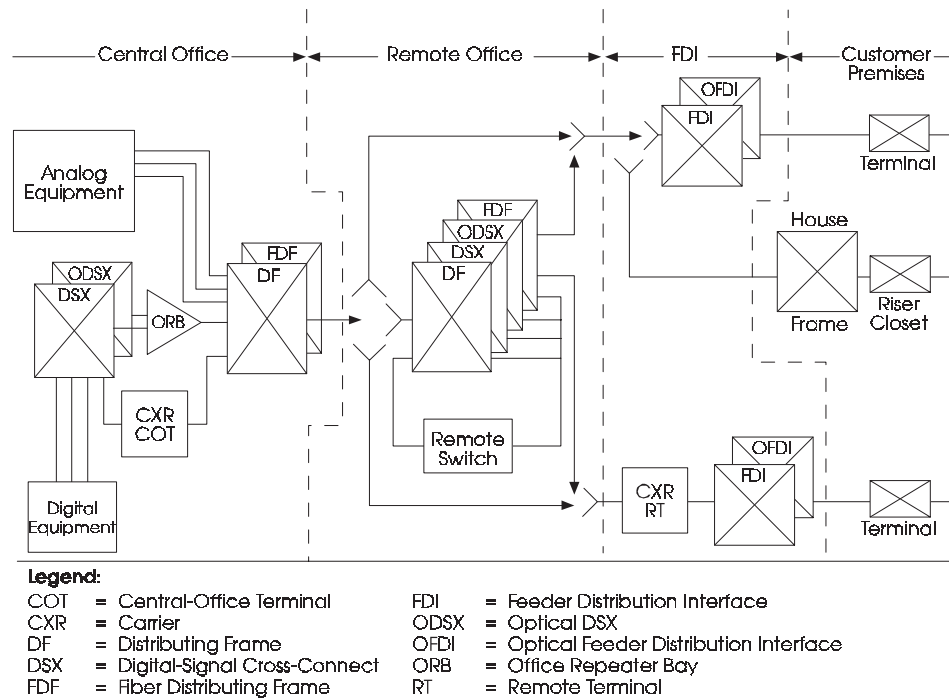 Central Office
Remote Office
FDI
Customer
Premises
OFDI
FDI
Terminal
Analog
Equipment
House
Frame
Riser
Closet
FDF
ODSX
DSX
DF
FDF
DF
ODSX
DSX
ORB
CXR
COT
Remote
Switch
Digital
Equipment
CXR
RT
OFDI
FDI
Terminal
Legend:
COT = Central-Office Terminal
CXR = Carrier
DF = Distributing Frame
DSX = Digital-Signal Cross-Connect
FDF = Fiber Distributing Frame
FDI = Feeder Distribution Interface
ODSX = Optical DSX
OFDI = Optical Feeder Distribution Interface
ORB = Office Repeater Bay
RT = Remote Terminal